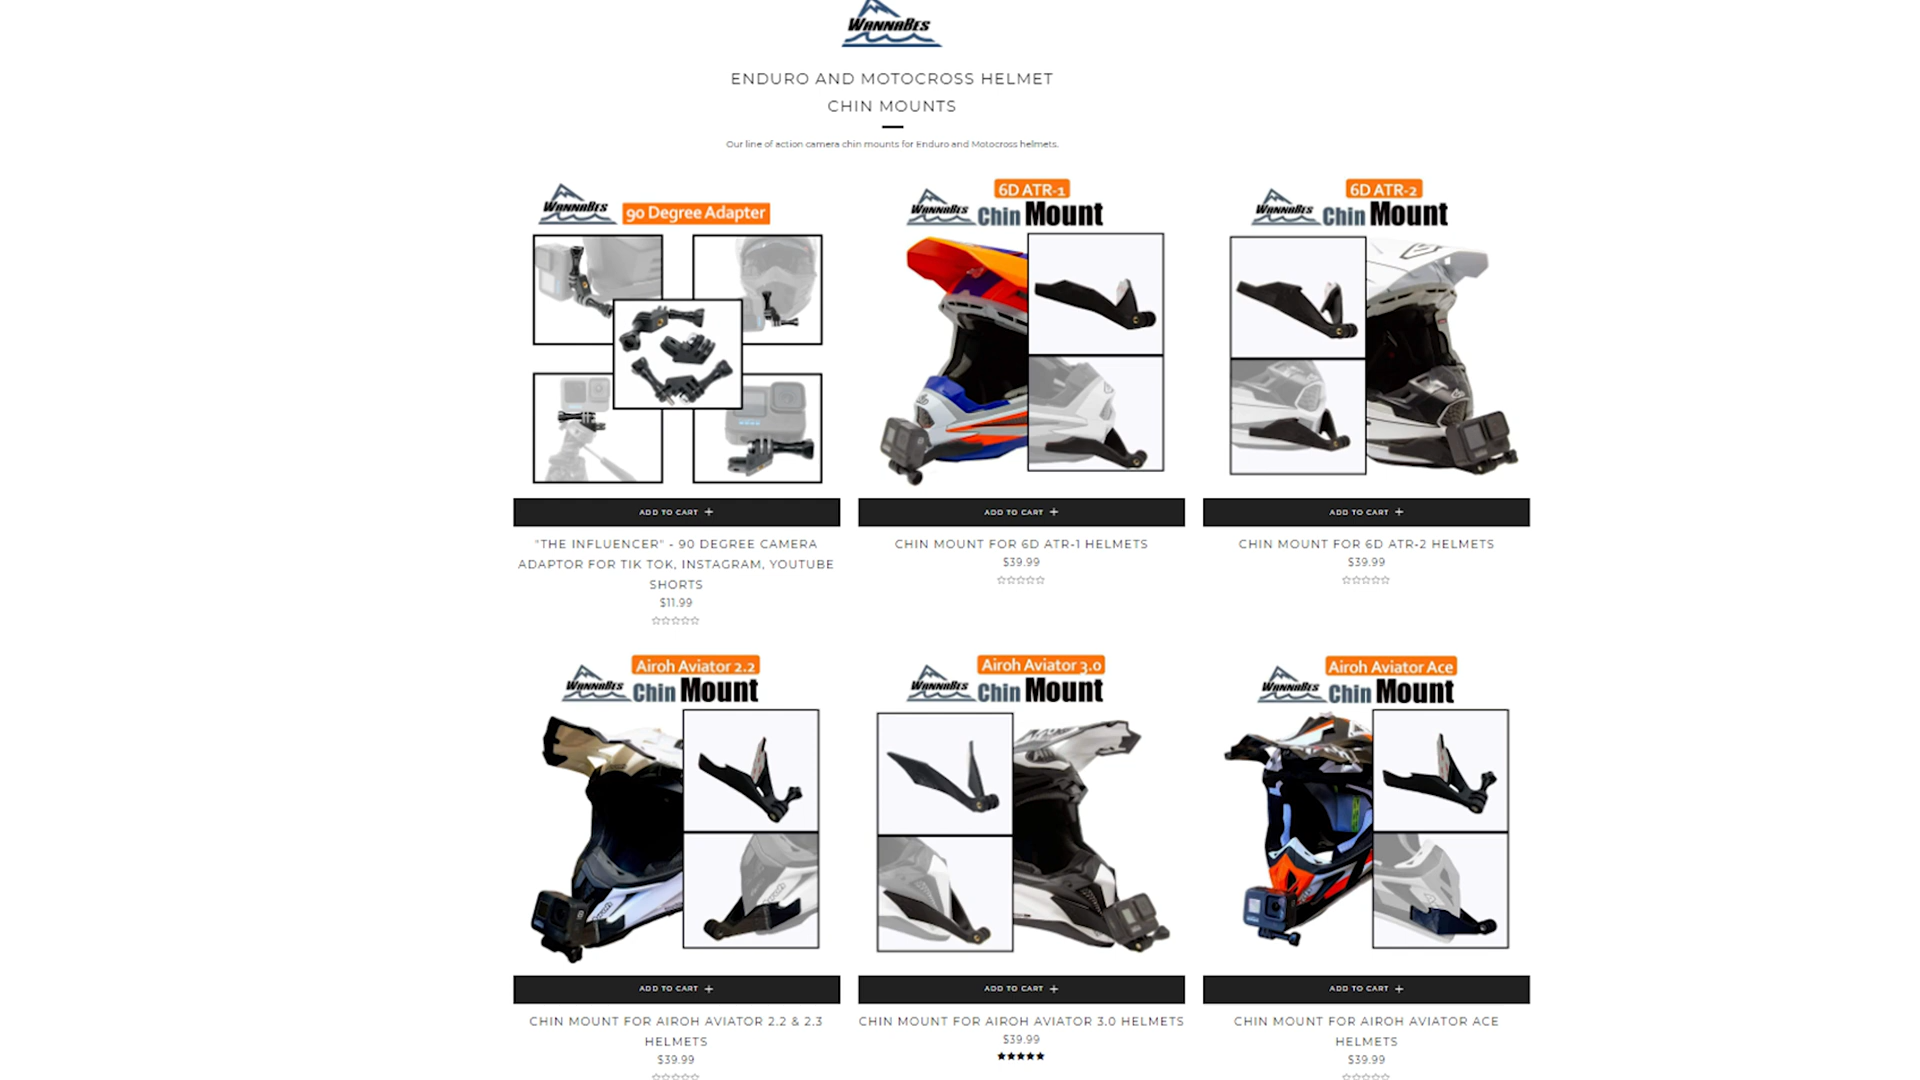 WANNABES
ENDURO AND MOTOCROSS HELMET
CHIN MOUNTS
Our line of action camera chin mounts for Enduro and Motocross helmets.
WANNABES
90 Degree Adapter
6D ATR-1
WANNABES Chin Mount
6D ATR-2
WANNABES Chin Mount
ADD TO CART +
ADD TO CART +
ADD TO CART +
"THE INFLUENCER" - 90 DEGREE CAMERA
ADAPTOR FOR TIK TOK, INSTAGRAM, YOUTUBE
SHORTS
$11.99
CHIN MOUNT FOR 6D ATR-1 HELMETS
$39.99
CHIN MOUNT FOR 6D ATR-2 HELMETS
$39.99
Airoh Aviator 2.2
WANNABES Chin Mount
Airoh Aviator 3.0
WANNABES Chin Mount
Airoh Aviator Ace
WANNABES Chin Mount
ADD TO CART +
ADD TO CART +
ADD TO CART +
CHIN MOUNT FOR AIROH AVIATOR 2.2 & 2.3
HELMETS
$39.99
CHIN MOUNT FOR AIROH AVIATOR 3.0 HELMETS
$39.99
CHIN MOUNT FOR AIROH AVIATOR ACE
HELMETS
$39.99